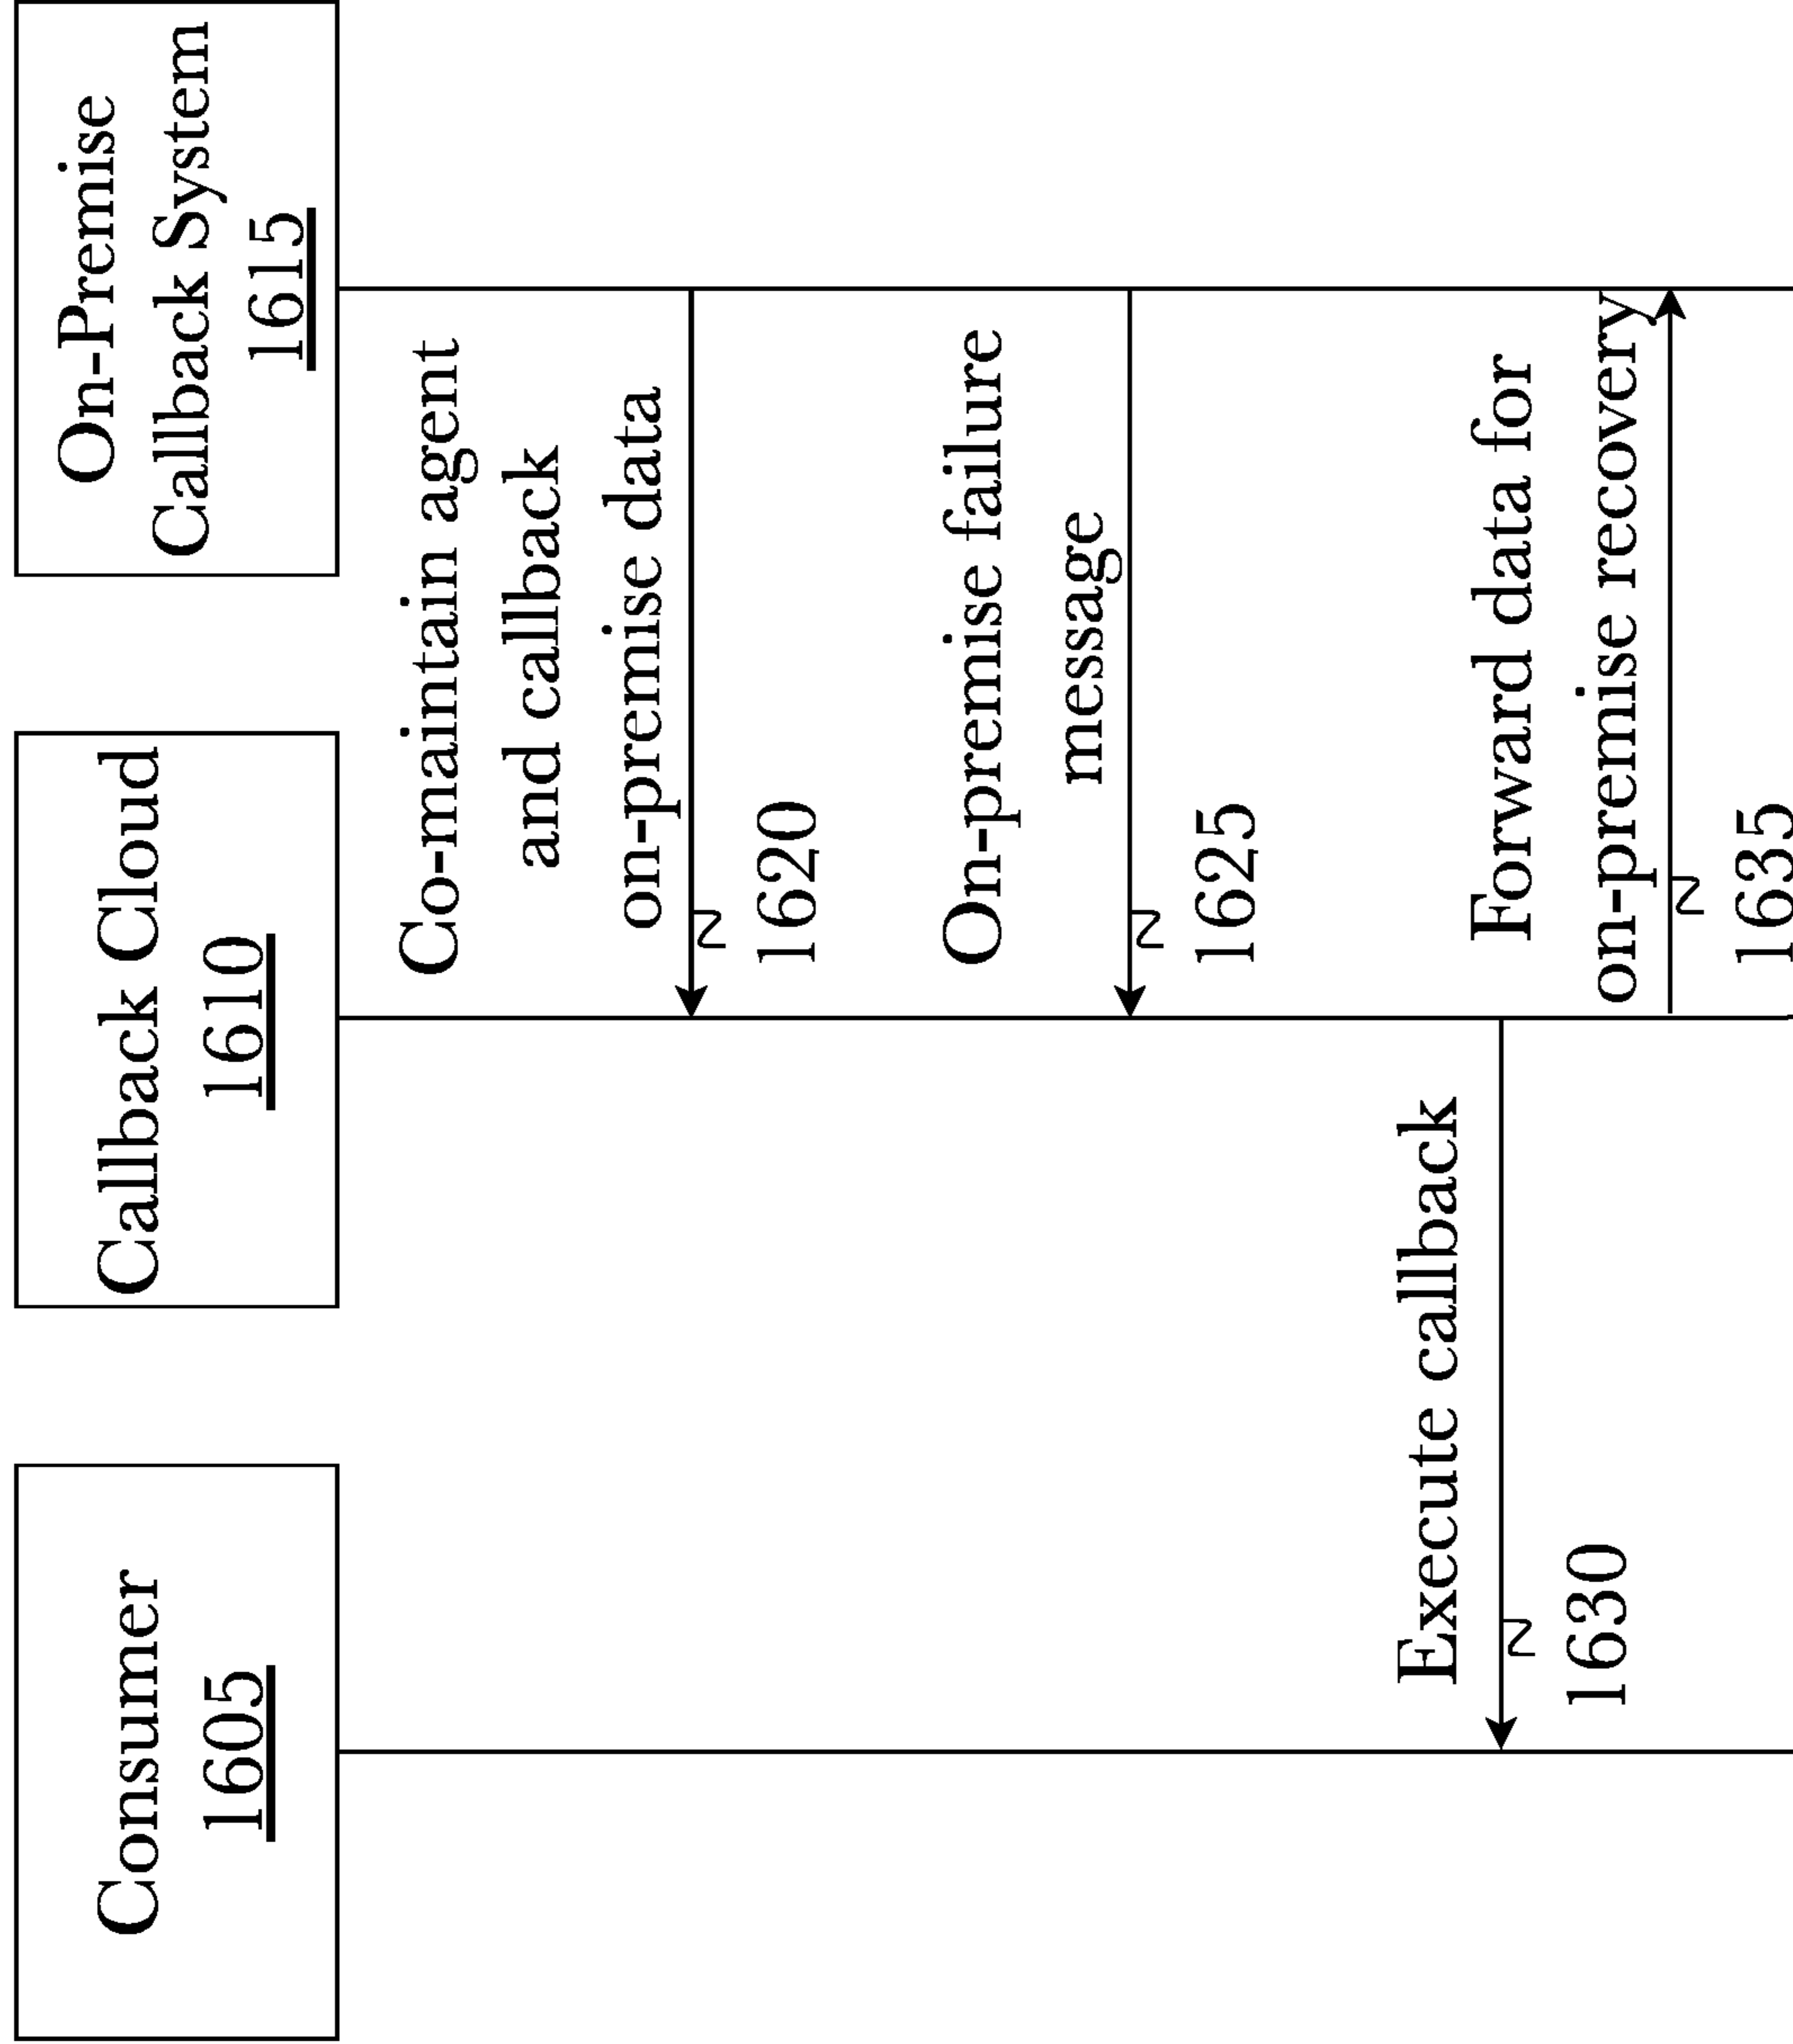 Consumer
1605
Callback Cloud
1610
On-Premise
Callback System
1615
Co-maintain agent
and callback
on-premise data
1620
On-premise failure
message
1625
Execute callback
1630
Forward data for
on-premise recovery
1635